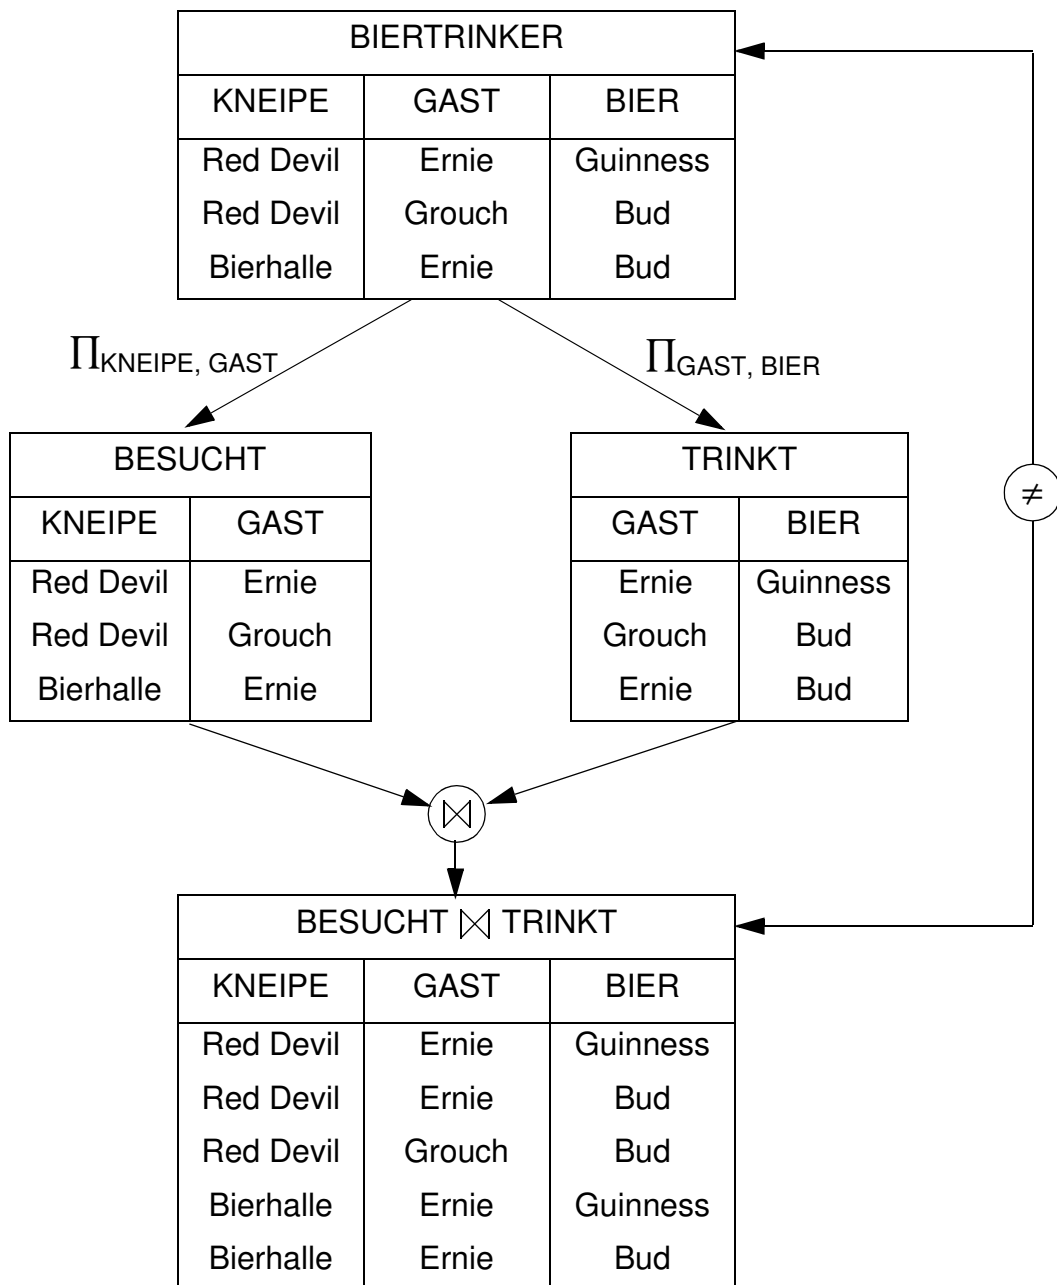 BIERTRINKER
KNEIPE GAST BIER
Red Devil Ernie Guinness
Red Devil Grouch Bud
Bierhalle Ernie Bud
Π KNEIPE, GAST
Π GAST, BIER
BESUCHT
KNEIPE GAST
Red Devil Ernie
Red Devil Grouch
Bierhalle Ernie
TRINKT
GAST BIER
Ernie Guinness
Grouch Bud
Ernie Bud
≠
⋈
BESUCHT ⋈ TRINKT
KNEIPE GAST BIER
Red Devil Ernie Guinness
Red Devil Ernie Bud
Red Devil Grouch Bud
Bierhalle Ernie Guinness
Bierhalle Ernie Bud